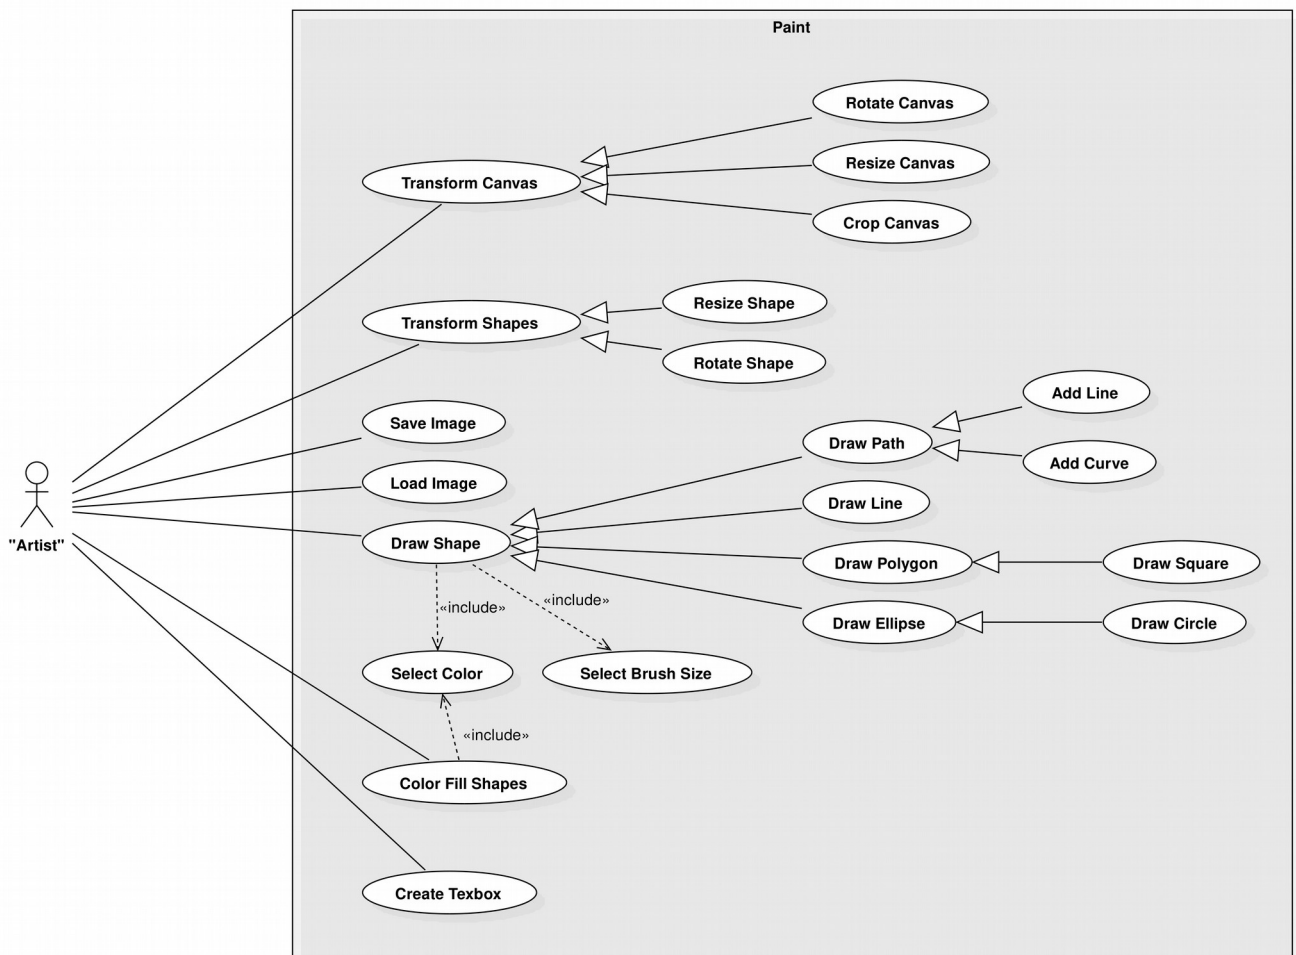 Paint
Rotate Canvas
Resize Canvas
Transform Canvas
Crop Canvas
Resize Shape
Transform Shapes
Rotate Shape
Add Line
Save Image
Draw Path
Add Curve
Load Image
Draw Line
"Artist"
Draw Shape
Draw Polygon
Draw Square
«include»
«include»
Draw Ellipse
Draw Circle
Select Color
Select Brush Size
«include»
Color Fill Shapes
Create Texbox